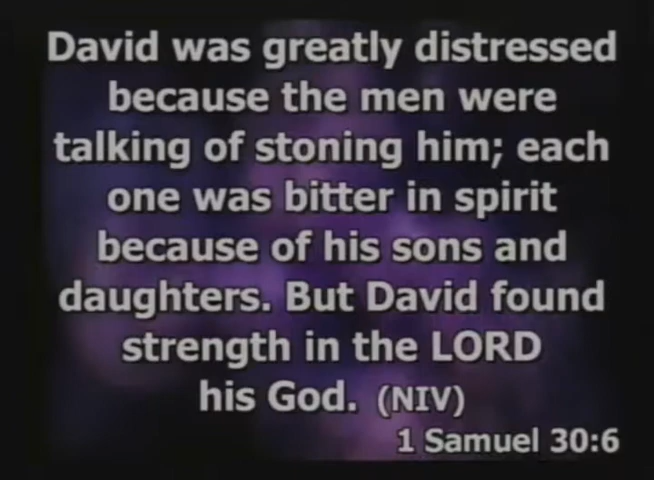 David was greatly distressed
because the men were
talking of stoning him; each
one was bitter in spirit
because of his sons and
daughters. But David found
strength in the LORD
his God. (NIV)
1 Samuel 30:6